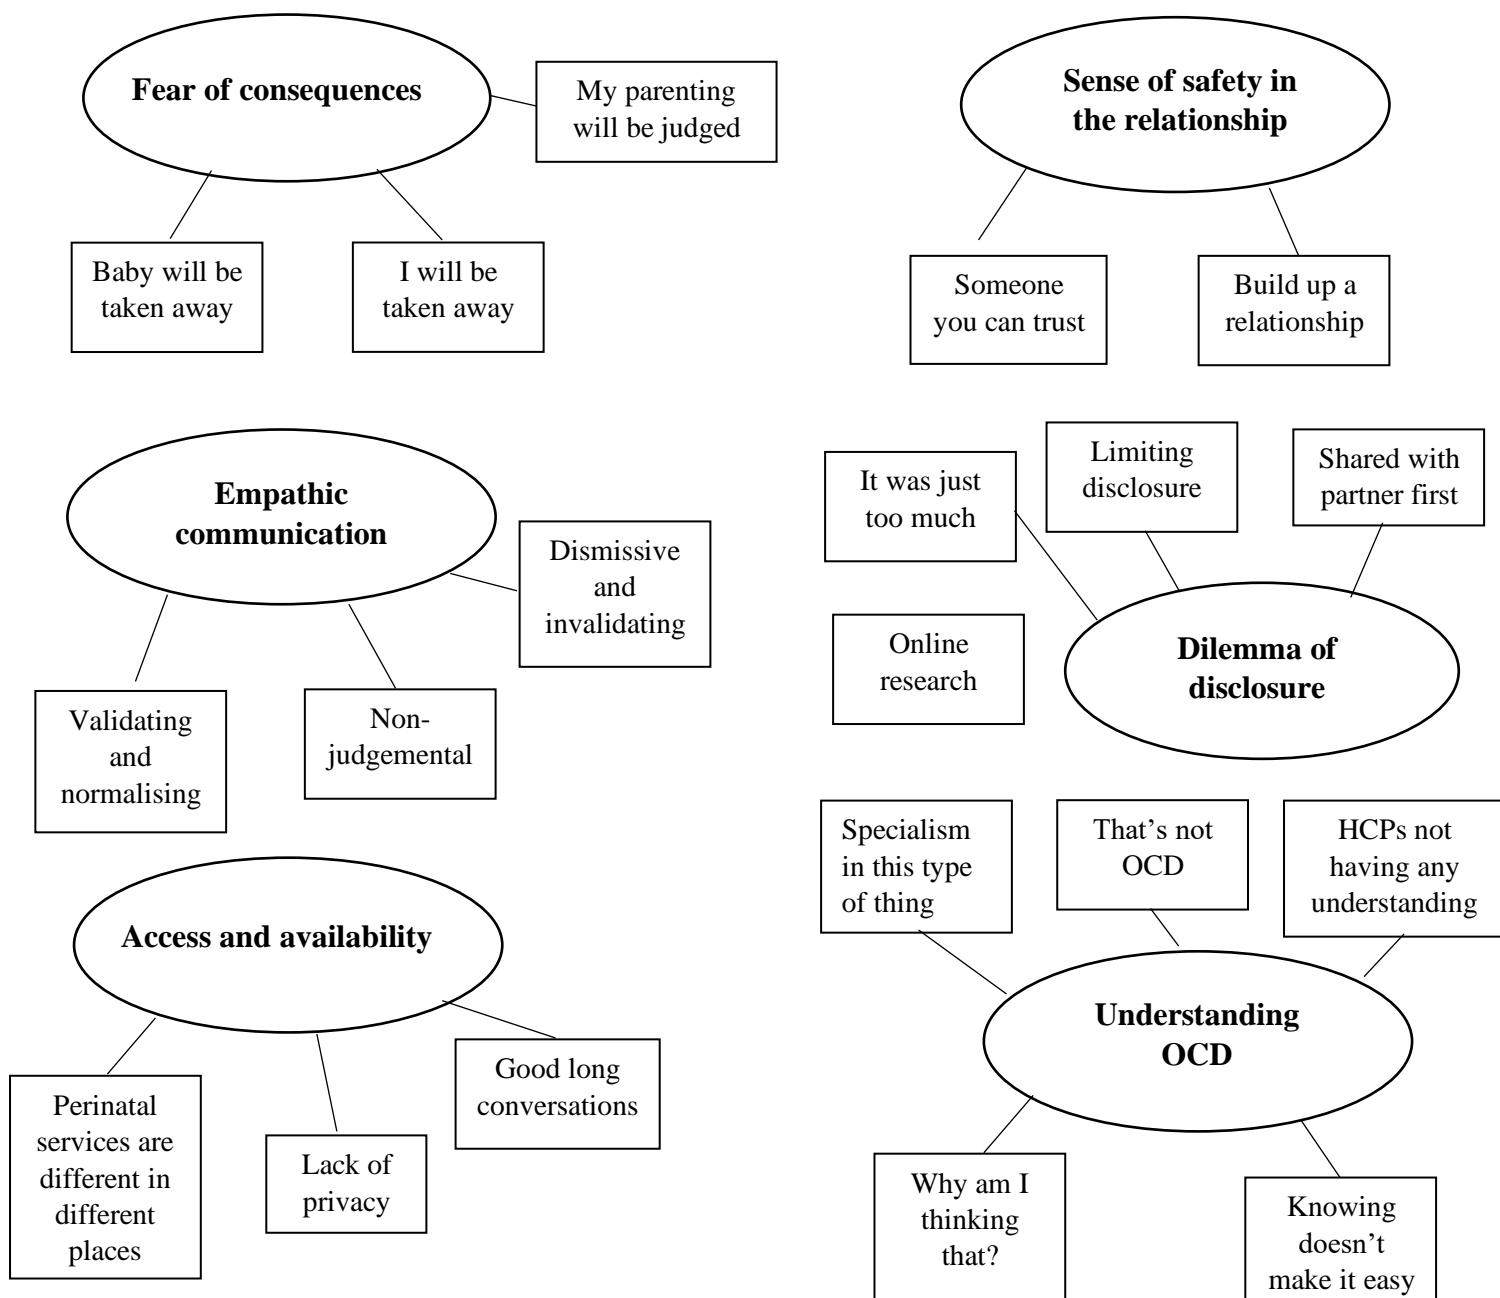 Fear of consequences
My parenting
will be judged
Baby will be
taken away
I will be
taken away
Sense of safety in
the relationship
Someone
you can trust
Build up a
relationship
Empathic
communication
Dismissive
and
invalidating
Validating
and
normalising
Non-
judgemental
It was just
too much
Limiting
disclosure
Shared with
partner first
Online
research
Dilemma of
disclosure
Access and availability
Perinatal
services are
different in
different
places
Lack of
privacy
Good long
conversations
Specialism
in this type
of thing
That’s not
OCD
HCPs not
having any
understanding
Understanding
OCD
Why am I
thinking
that?
Knowing
doesn’t
make it easy